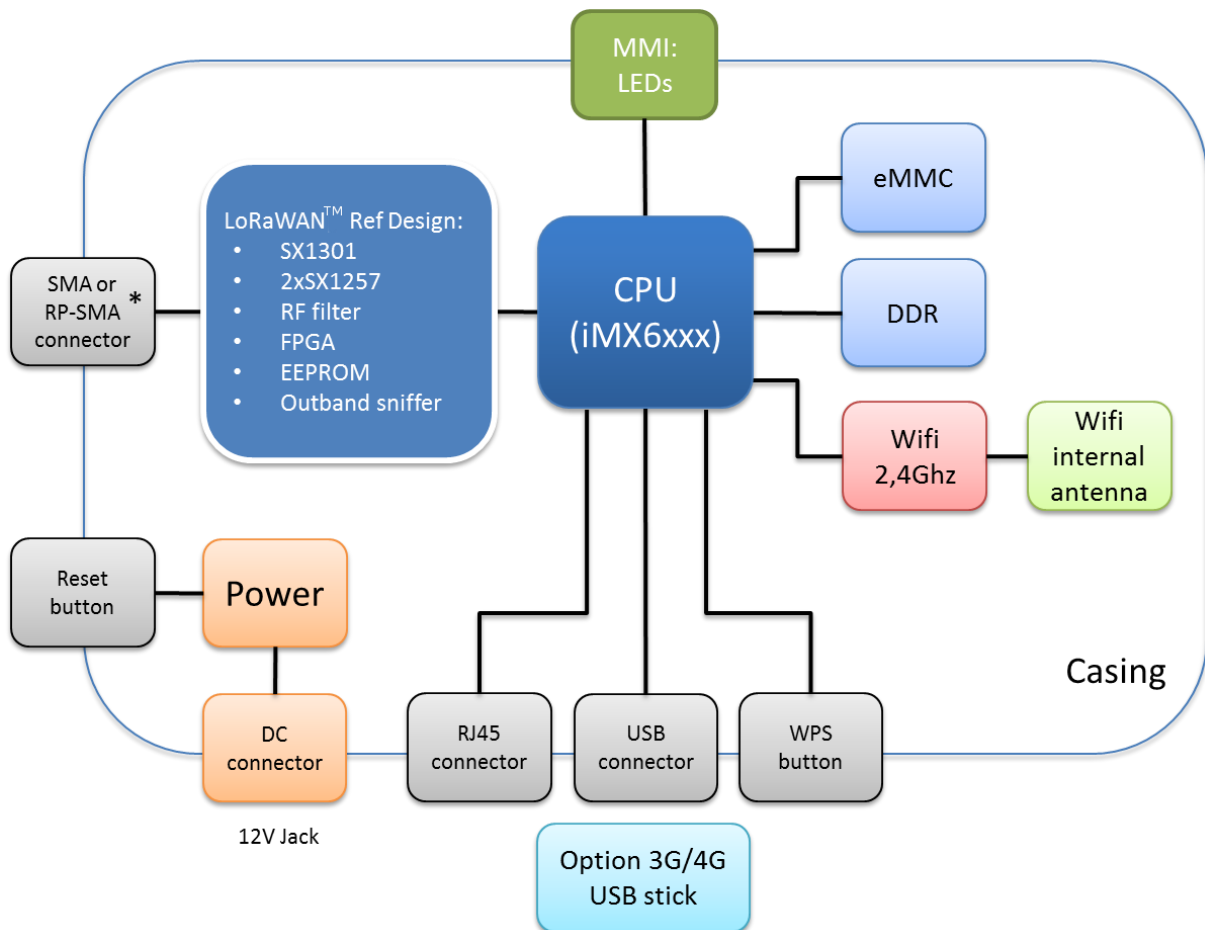 MMI:
LEDs
eMMC
LoRaWAN™ Ref Design:
• SX1301
• 2xSX1257
• RF filter
• FPGA
• EEPROM
• Outband sniffer
SMA or
RP-SMA *
connector
CPU
(iMX6xxx)
DDR
Wifi
2,4Ghz
Wifi
internal
antenna
Reset
button
Power
Casing
DC
connector
RJ45
connector
USB
connector
WPS
button
12V Jack
Option 3G/4G
USB stick